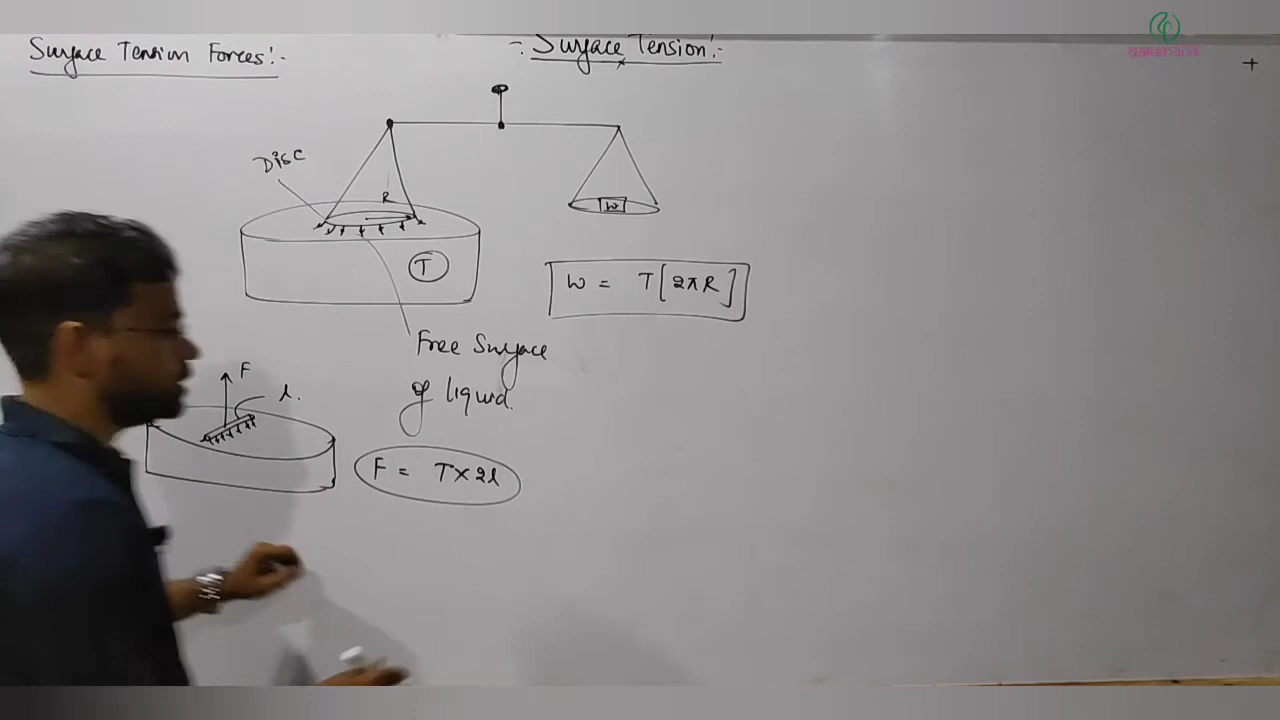 Surface Tension Forces:-
-: Surface Tension:-
+
Disc
R
W
T
W = T[2πR]
Free Surface
of liquid.
F
l.
F = T×2l